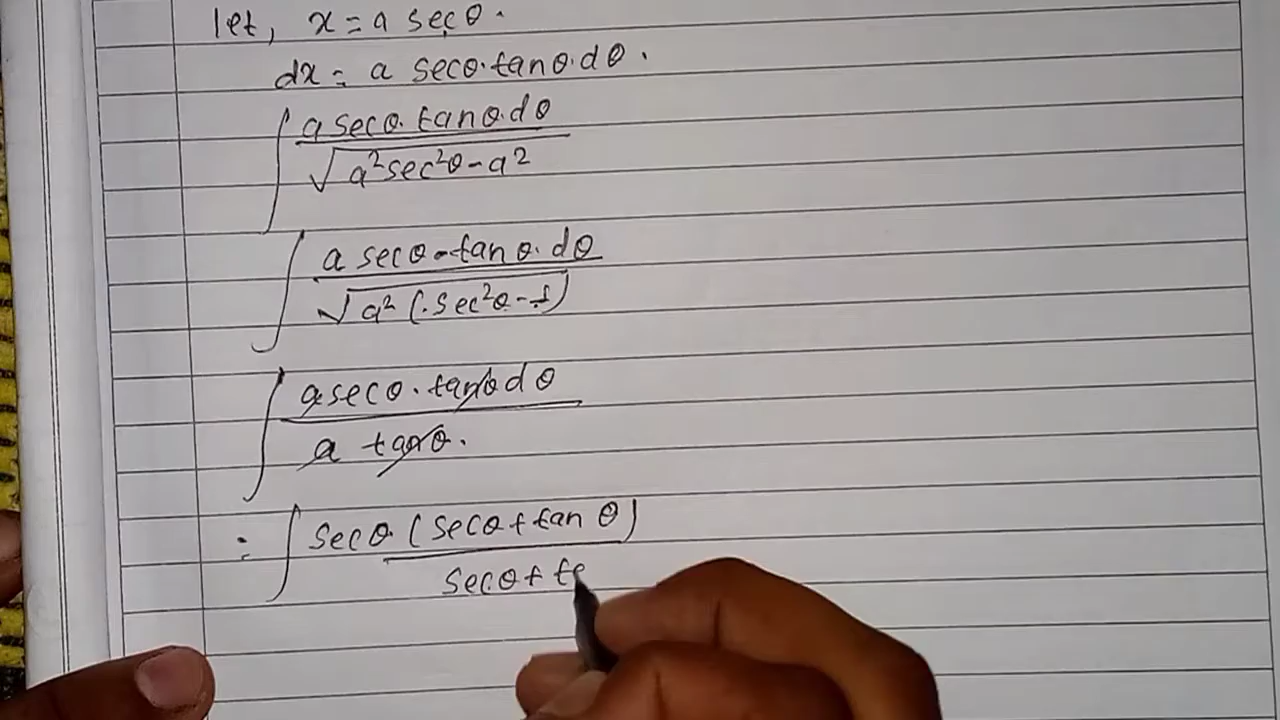 let, x = a secθ.
dx = a secθ.tanθ.dθ.
∫ a secθ.tanθ.dθ
√a²sec²θ-a²
∫ a secθ.tanθ.dθ
√a²(sec²θ-1)
∫ a secθ.tanθ dθ
a tanθ.
= ∫ secθ (secθ+tanθ)
secθ+ t